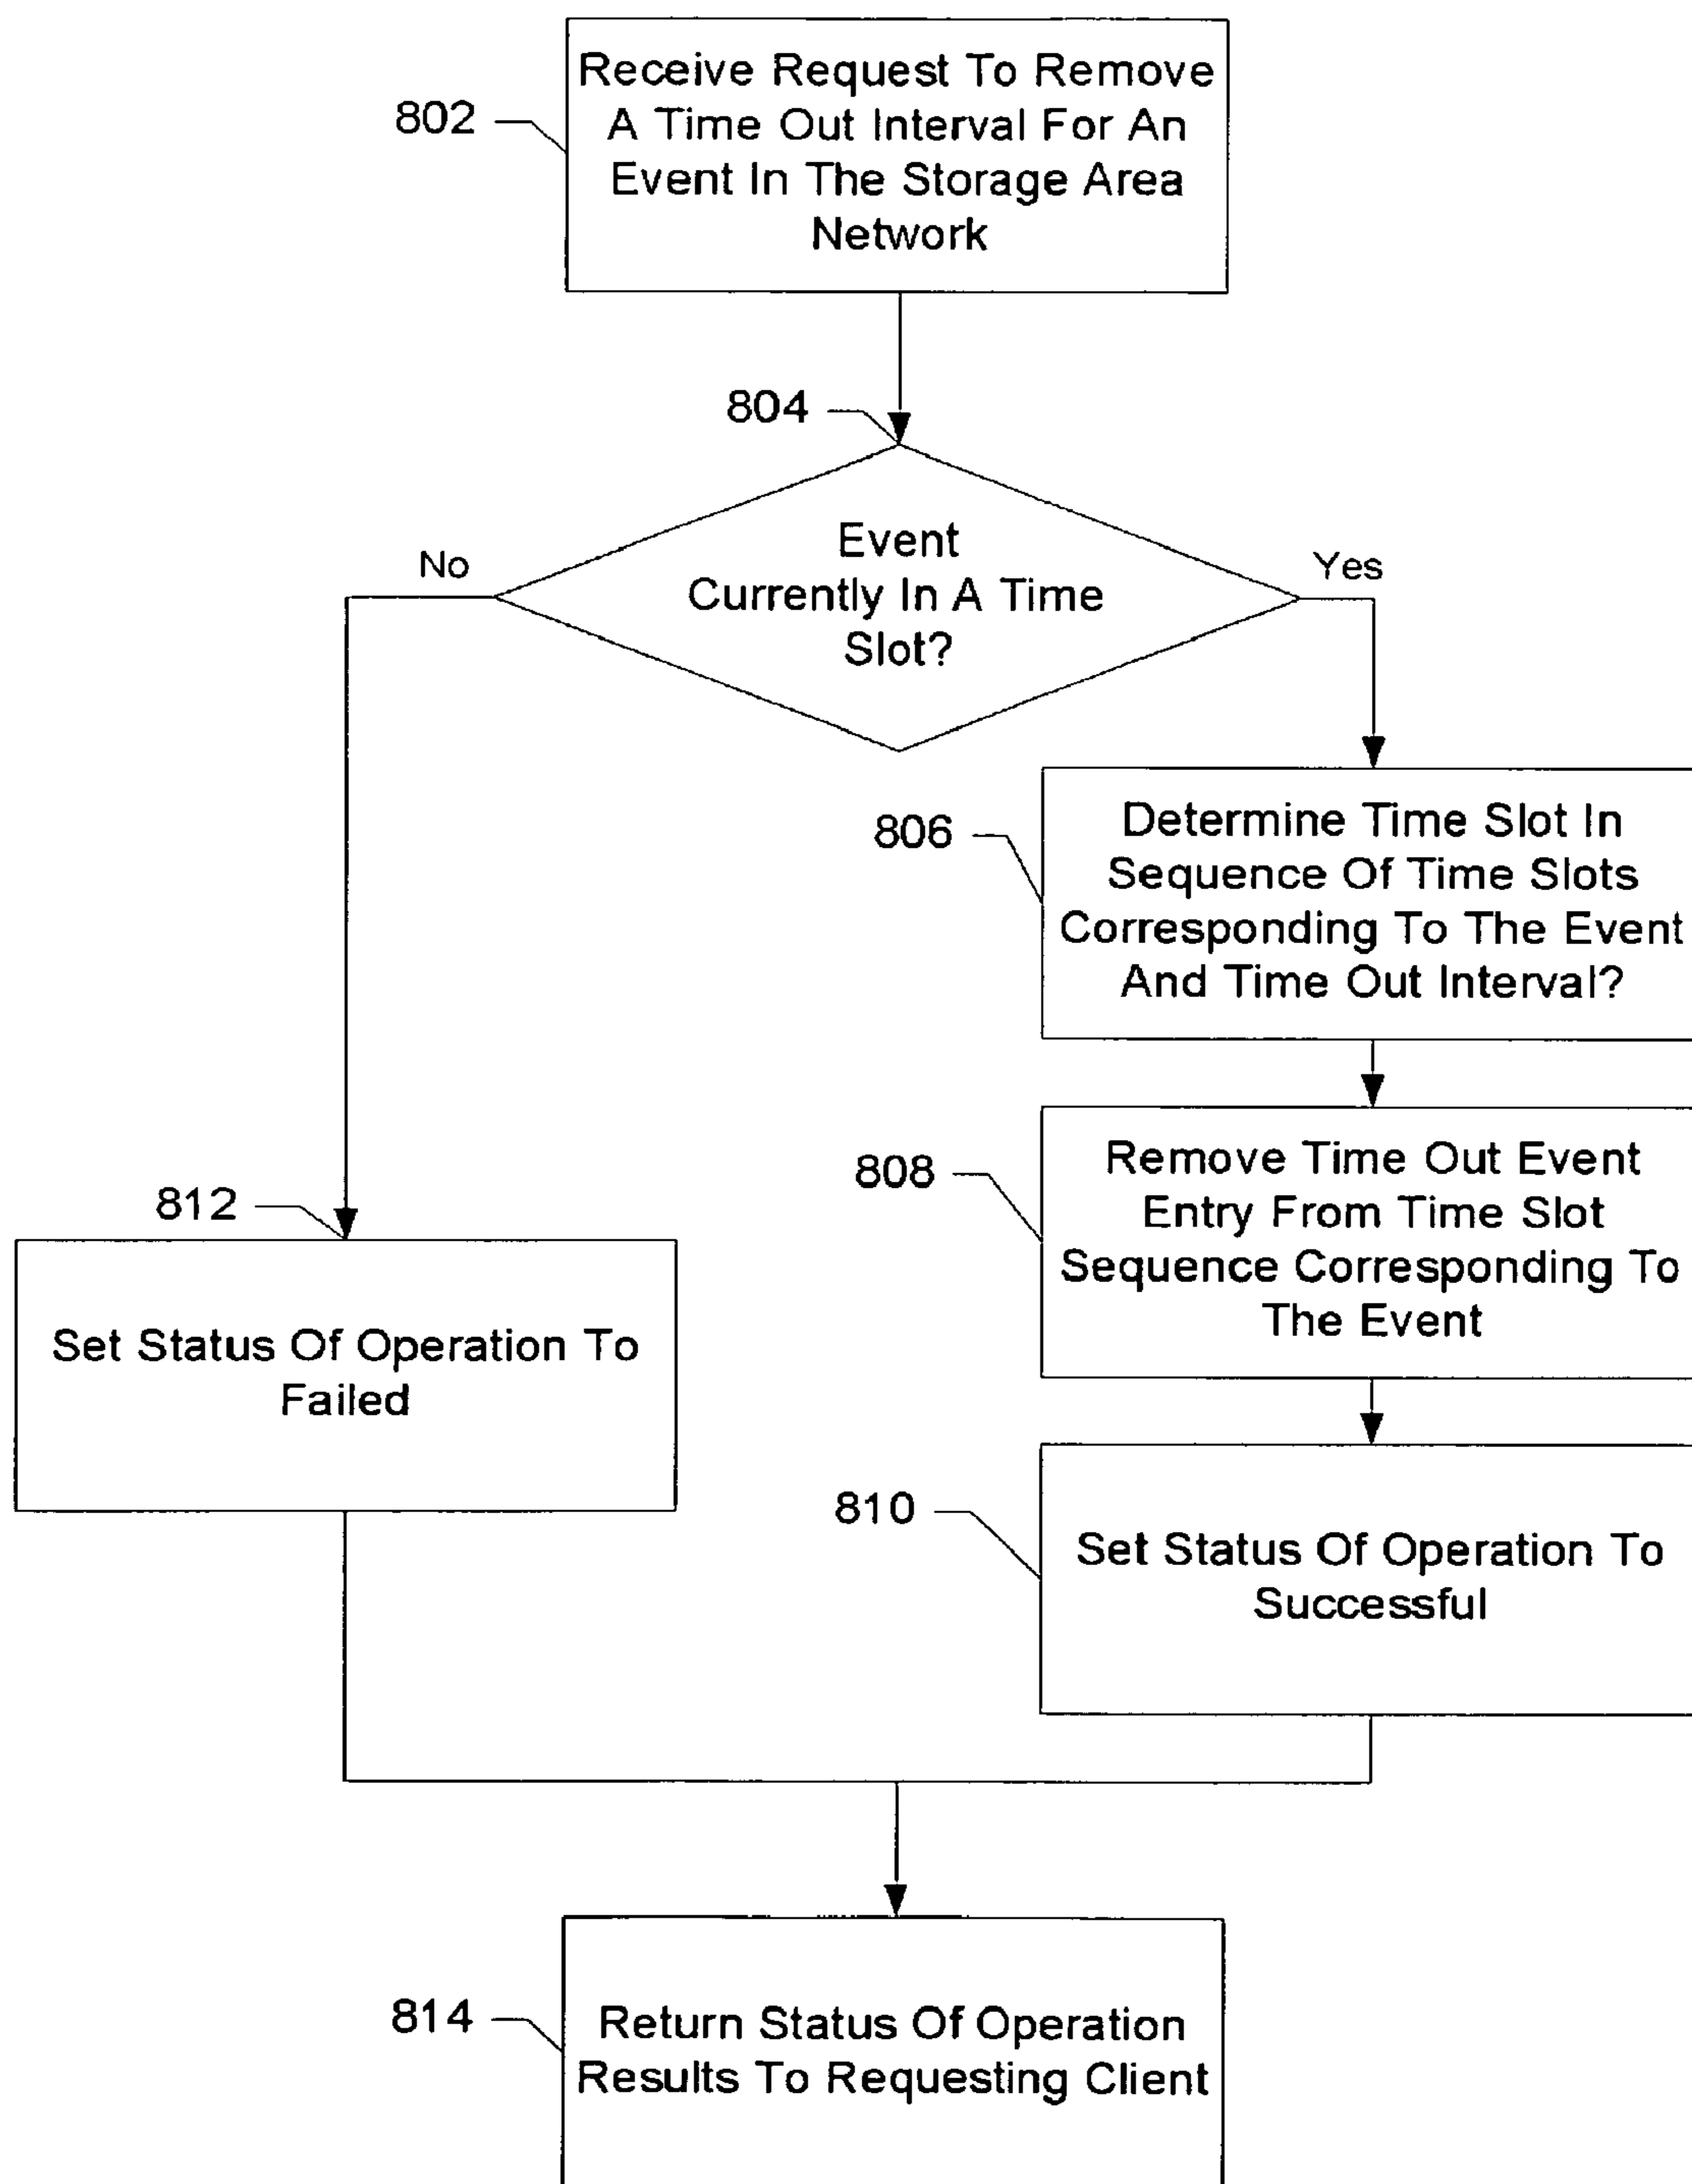 802
Receive Request To Remove
A Time Out Interval For An
Event In The Storage Area
Network
804
Event
Currently In A Time
Slot?
No
Yes
806
Determine Time Slot In
Sequence Of Time Slots
Corresponding To The Event
And Time Out Interval?
808
Remove Time Out Event
Entry From Time Slot
Sequence Corresponding To
The Event
812
Set Status Of Operation To
Failed
810
Set Status Of Operation To
Successful
814
Return Status Of Operation
Results To Requesting Client